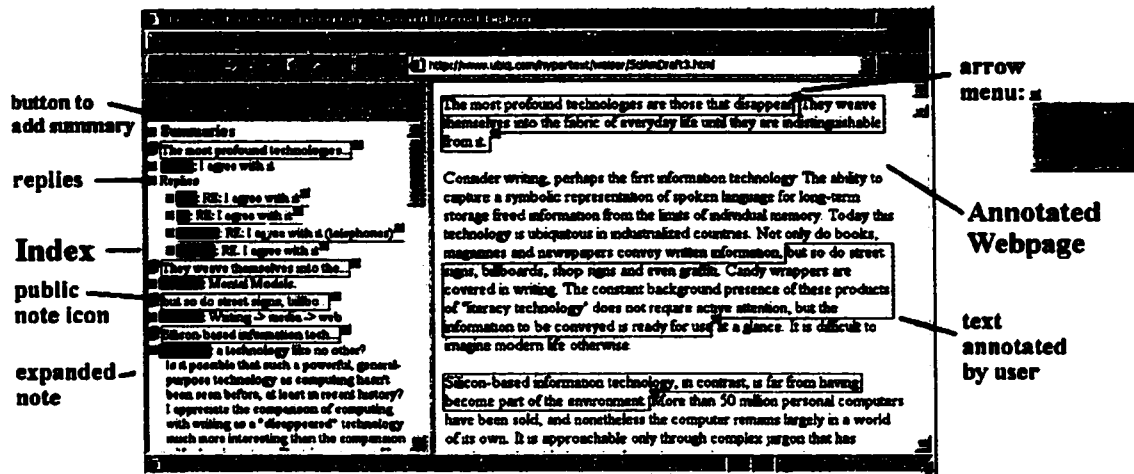 Internet Explorer
http://www.ubiq.com/hypertext/weiser/SciAmDraft3.html
button to
add summary
replies
Index
public
note icon
expanded
note
Summaries
The most profound technologies...
: I agree with it
Replies
: RE: I agree with it
: RE: I agree with it
: RE: I agree with it (telephones)
: RE: I agree with it
They weave themselves into the...
: Mental Models.
but so do street signs, billbo...
: Writing -> media -> web
Silicon-based information tech...
: a technology like no other?
Is it possible that such a powerful, general-
purpose technology as computing hasn't
been seen before, at least in recent history?
I appreciate the comparison of computing
with writing as a "disappeared" technology
much more interesting than the comparison
The most profound technologies are those that disappear. They weave
themselves into the fabric of everyday life until they are indistinguishable
from it.
Consider writing, perhaps the first information technology. The ability to
capture a symbolic representation of spoken language for long-term
storage freed information from the limits of individual memory. Today this
technology is ubiquitous in industrialized countries. Not only do books,
magazines and newspapers convey written information, but so do street
signs, billboards, shop signs and even graffiti. Candy wrappers are
covered in writing. The constant background presence of these products
of "literacy technology" does not require active attention, but the
information to be conveyed is ready for use at a glance. It is difficult to
imagine modern life otherwise.
Silicon-based information technology, in contrast, is far from having
become part of the environment. More than 50 million personal computers
have been sold, and nonetheless the computer remains largely in a world
of its own. It is approachable only through complex jargon that has
arrow
menu:
Annotated
Webpage
text
annotated
by user